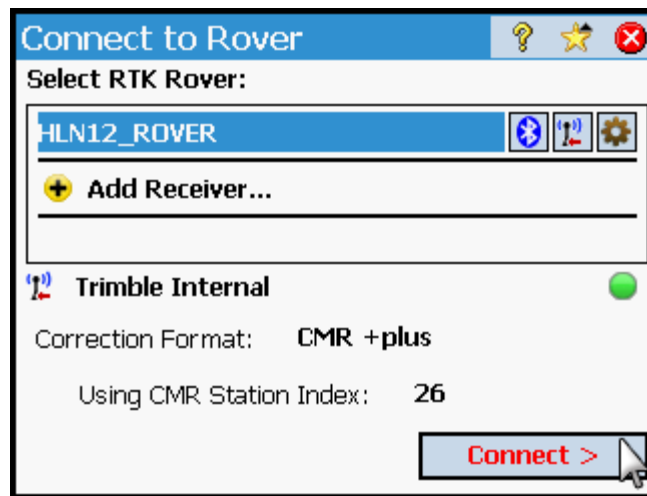 Connect to Rover
Select RTK Rover:
HLN12_ROVER
Add Receiver...
Trimble Internal
Correction Format: CMR +plus
Using CMR Station Index: 26
Connect >